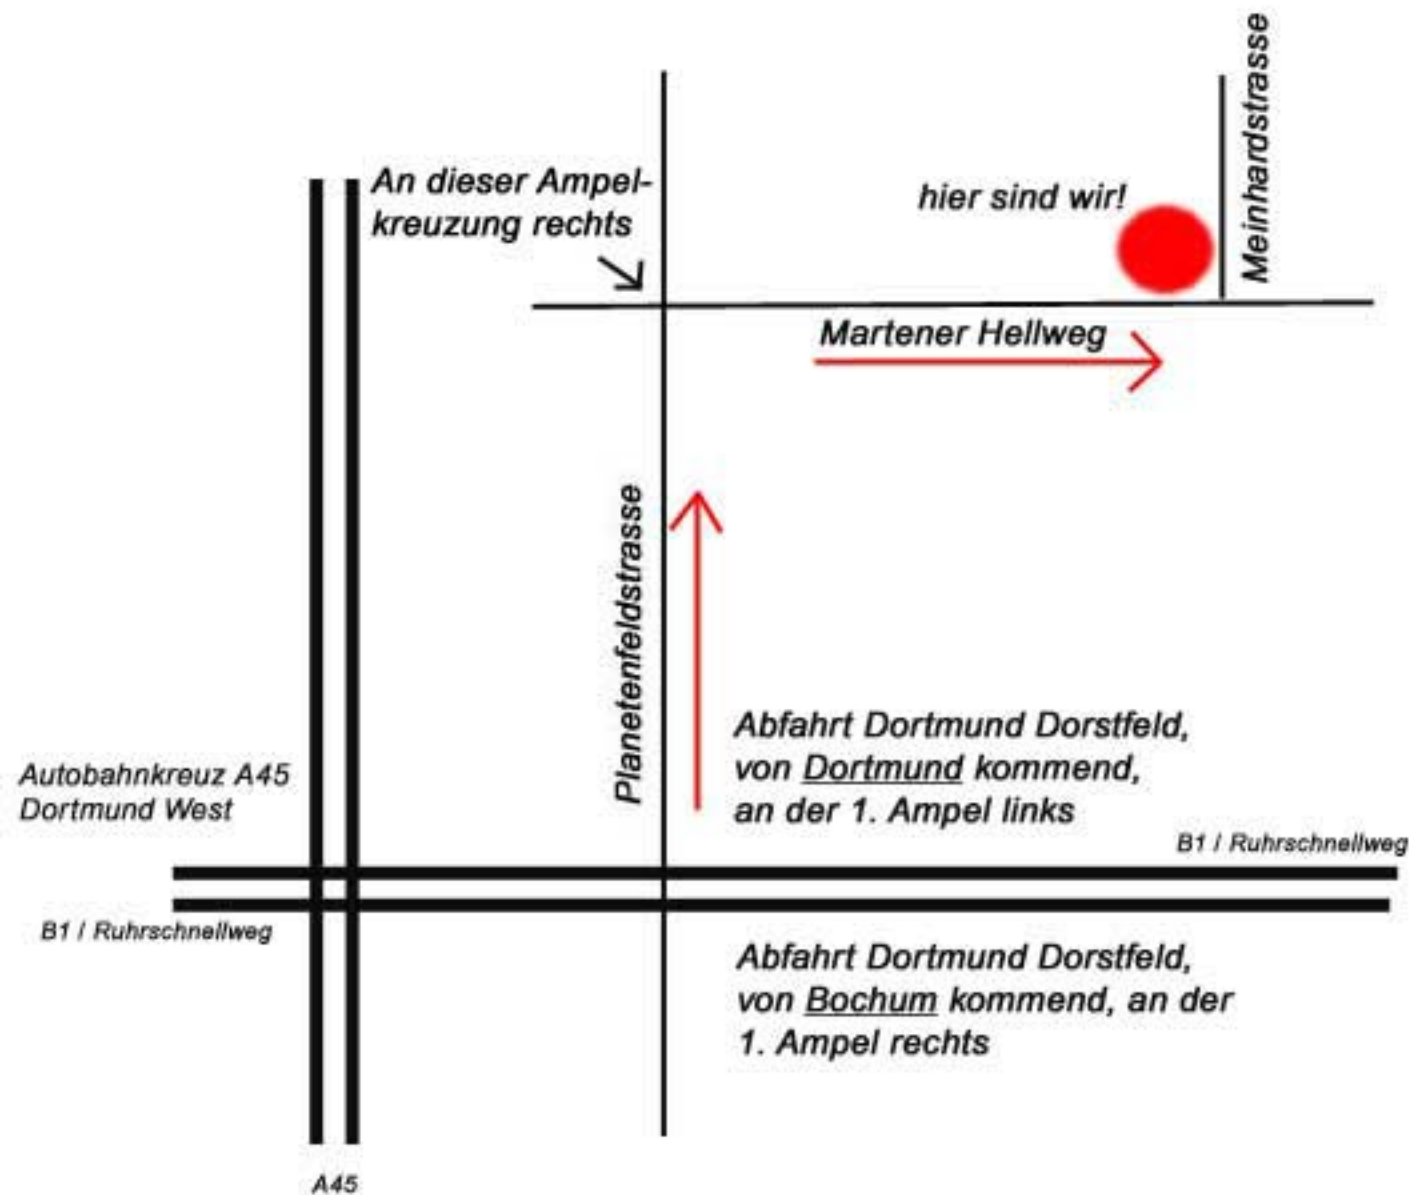 Meinhardstrasse
An dieser Ampel-
kreuzung rechts
hier sind wir!
Martener Hellweg
Planetenfeldstrasse
Abfahrt Dortmund Dorstfeld,
von Dortmund kommend,
an der 1. Ampel links
Autobahnkreuz A45
Dortmund West
B1 / Ruhrschnellweg
B1 / Ruhrschnellweg
Abfahrt Dortmund Dorstfeld,
von Bochum kommend, an der
1. Ampel rechts
A45